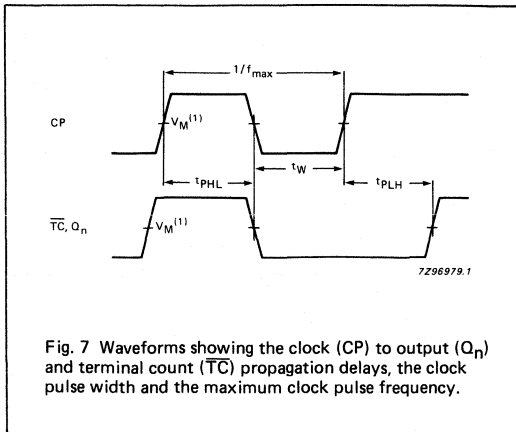 1/fmax
CP
VM(1)
tW
tPHL
tPLH
TC, Qn
VM(1)
7Z96979.1
Fig. 7 Waveforms showing the clock (CP) to output (Qn)
and terminal count (TC) propagation delays, the clock
pulse width and the maximum clock pulse frequency.